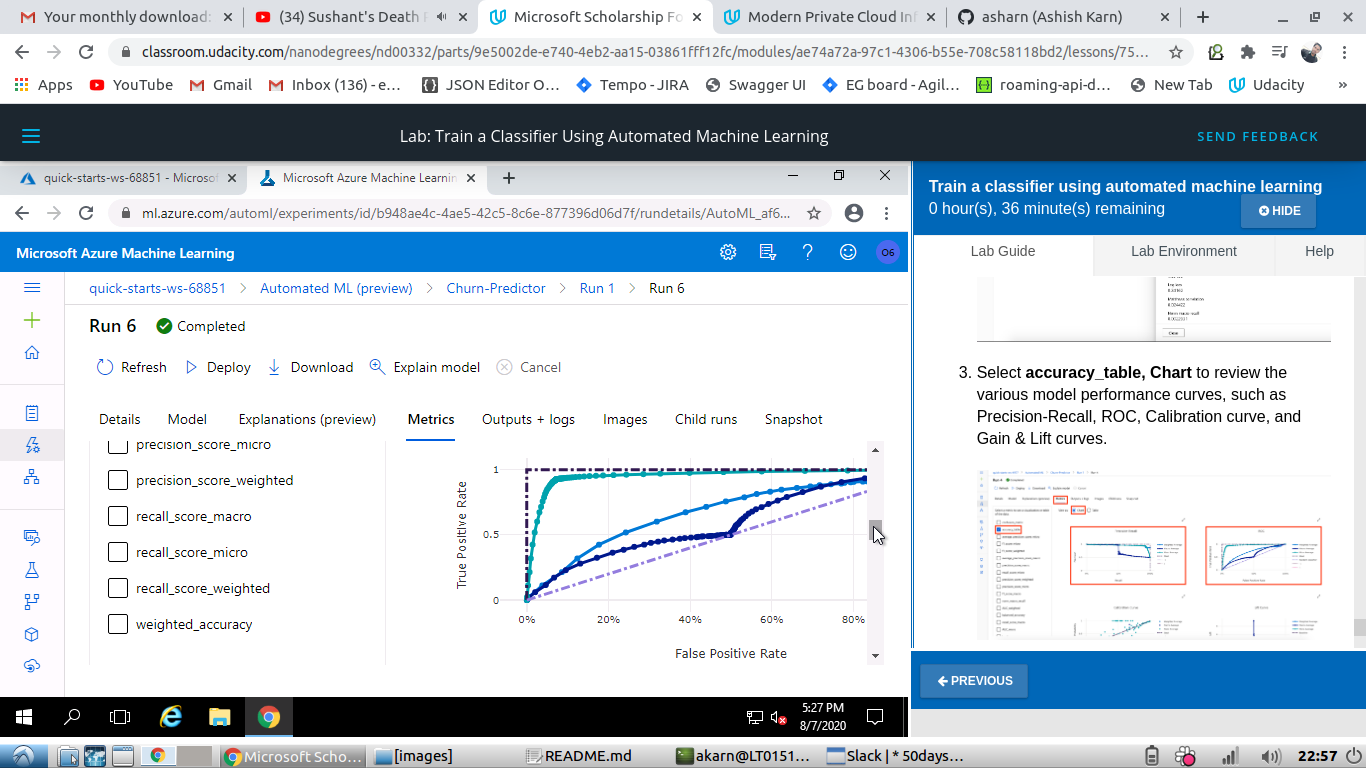 Your monthly download:
(34) Sushant's Death P
Microsoft Scholarship Fo
Modern Private Cloud Inf
asharn (Ashish Karn)
classroom.udacity.com/nanodegrees/nd00332/parts/9e5002de-e740-4eb2-aa15-03861fff12fc/modules/ae74a72a-97c1-4306-b55e-708c58118bd2/lessons/75...
Apps
YouTube
Gmail
Inbox (136) - e...
JSON Editor O...
Tempo - JIRA
Swagger UI
EG board - Agil...
roaming-api-d...
New Tab
Udacity
»
Lab: Train a Classifier Using Automated Machine Learning
SEND FEEDBACK
quick-starts-ws-68851 - Microsof
Microsoft Azure Machine Learnin
ml.azure.com/automl/experiments/id/b948ae4c-4ae5-42c5-8c6e-877396d06d7f/rundetails/AutoML_af6...
Microsoft Azure Machine Learning
O6
quick-starts-ws-68851 > Automated ML (preview) > Churn-Predictor > Run 1 > Run 6
Run 6
Completed
Refresh
Deploy
Download
Explain model
Cancel
Details
Model
Explanations (preview)
Metrics
Outputs + logs
Images
Child runs
Snapshot
precision_score_micro
precision_score_weighted
recall_score_macro
recall_score_micro
recall_score_weighted
weighted_accuracy
True Positive Rate
1
0.5
0
0%
20%
40%
60%
80%
False Positive Rate
5:27 PM
8/7/2020
Train a classifier using automated machine learning
0 hour(s), 36 minute(s) remaining
HIDE
Lab Guide
Lab Environment
Help
3. Select accuracy_table, Chart to review the
various model performance curves, such as
Precision-Recall, ROC, Calibration curve, and
Gain & Lift curves.
PREVIOUS
Microsoft Scho...
[images]
README.md
akarn@LT0151...
Slack | * 50days...
22:57